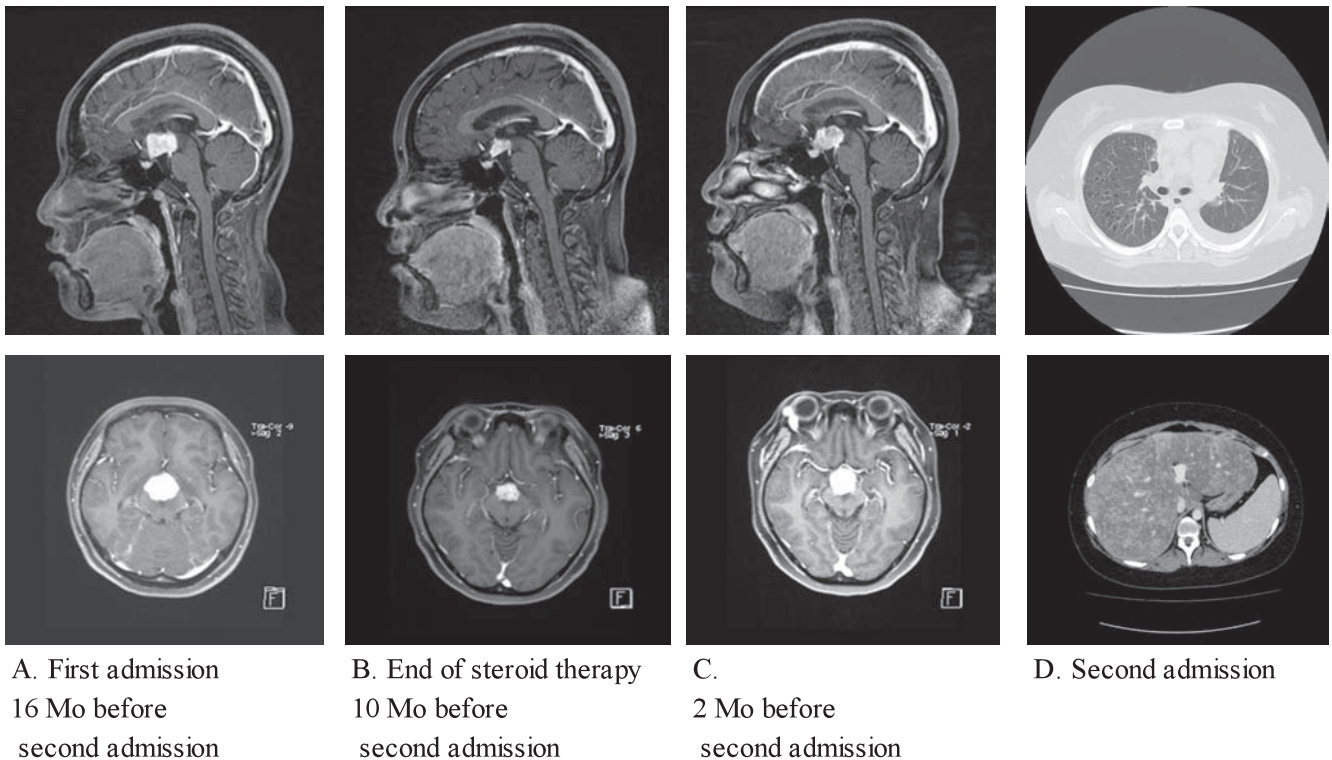 Tra>Cor -9
>Sag 2
F
Tra>Cor 6
>Sag 3
F
Tra>Cor -2
>Sag 1
F
A. First admission
16 Mo before
second admission
B. End of steroid therapy
10 Mo before
second admission
C.
2 Mo before
second admission
D. Second admission